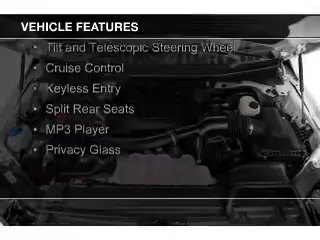 VEHICLE FEATURES
• Tilt and Telescopic Steering Wheel
• Cruise Control
• Keyless Entry
• Split Rear Seats
• MP3 Player
• Privacy Glass